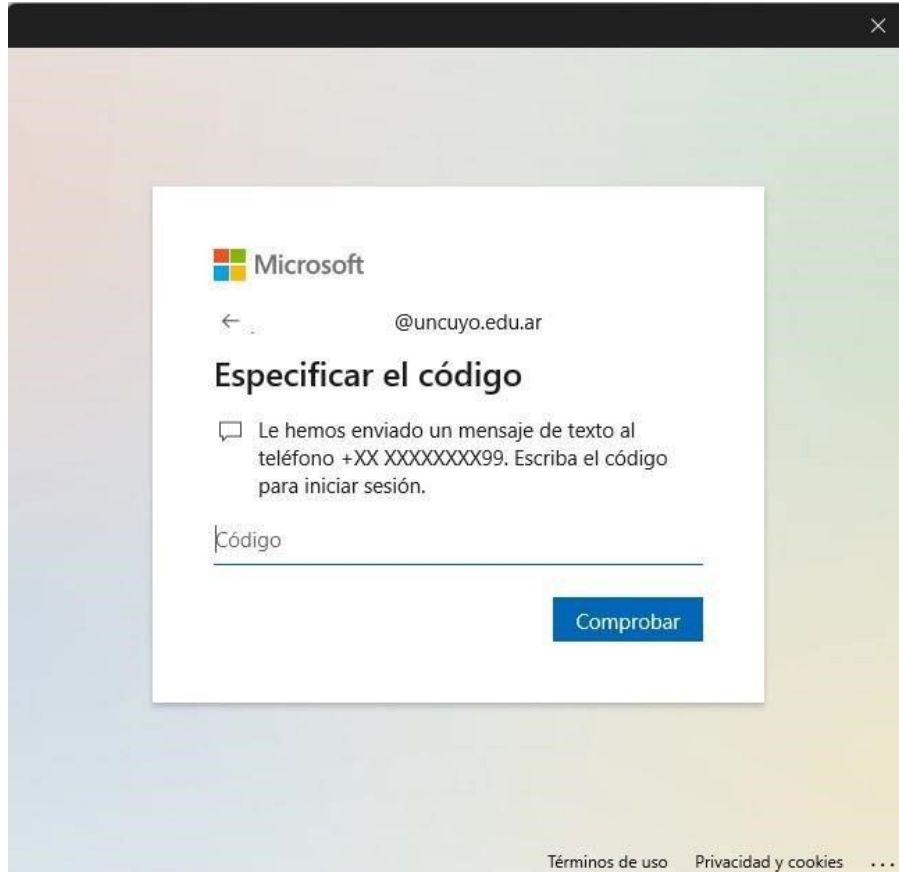 Microsoft
@uncuyo.edu.ar
Especificar el código
Le hemos enviado un mensaje de texto al
teléfono +XX XXXXXXXX99. Escriba el código
para iniciar sesión.
Código
Comprobar
Términos de uso Privacidad y cookies ...